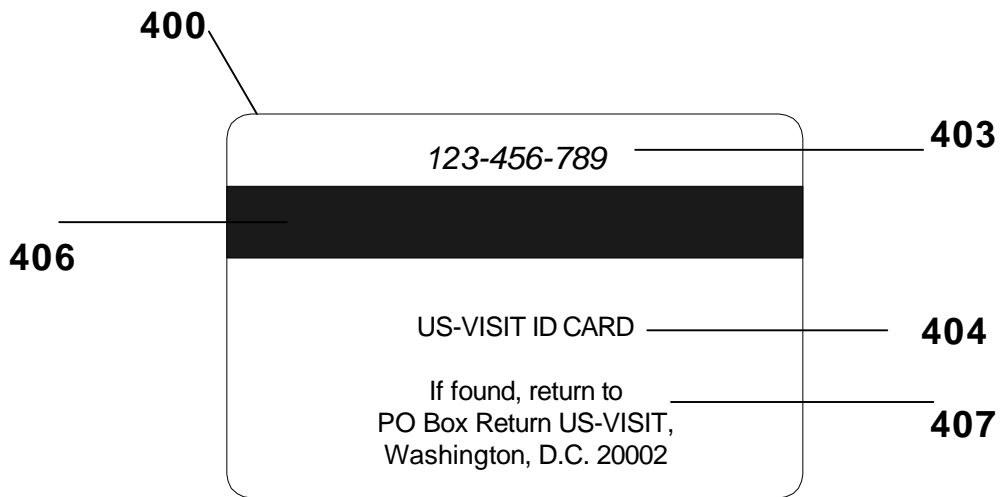 400
123-456-789
403
406
US-VISIT ID CARD
404
If found, return to
PO Box Return US-VISIT,
Washington, D.C. 20002
407